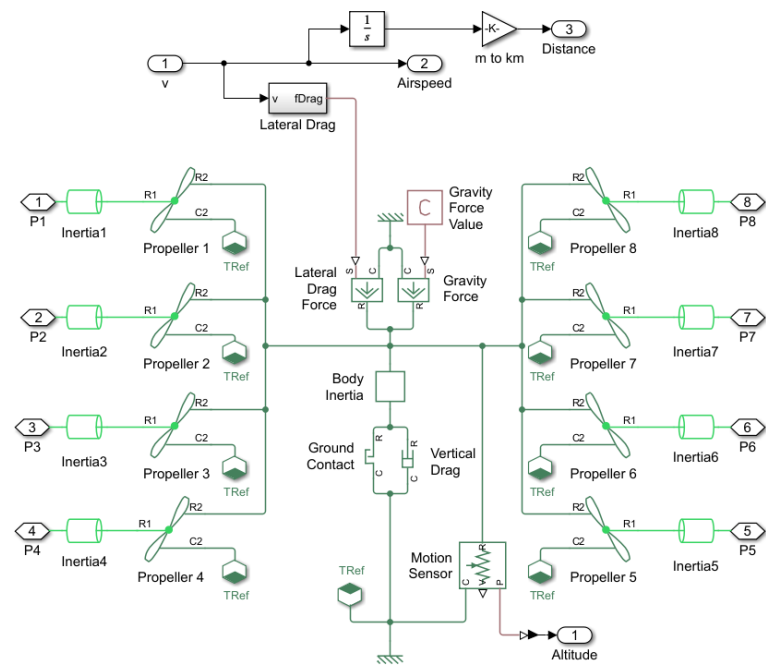 1
s
-K-
3
Distance
m to km
1
v
2
Airspeed
v
fDrag
Lateral Drag
1
P1
Inertia1
R1
R2
C2
Propeller 1
TRef
2
P2
Inertia2
R1
R2
C2
Propeller 2
TRef
3
P3
Inertia3
R1
R2
C2
Propeller 3
TRef
4
P4
Inertia4
R1
R2
C2
Propeller 4
TRef
C
Gravity
Force
Value
Lateral
Drag
Force
S
C
R
C
S
R
Gravity
Force
Body
Inertia
Ground
Contact
R
C
R
C
Vertical
Drag
TRef
Motion
Sensor
R
C
V
P
1
Altitude
R2
R1
C2
Propeller 8
TRef
Inertia8
8
P8
R2
R1
C2
Propeller 7
TRef
Inertia7
7
P7
R2
R1
C2
Propeller 6
TRef
Inertia6
6
P6
R2
R1
C2
Propeller 5
TRef
Inertia5
5
P5